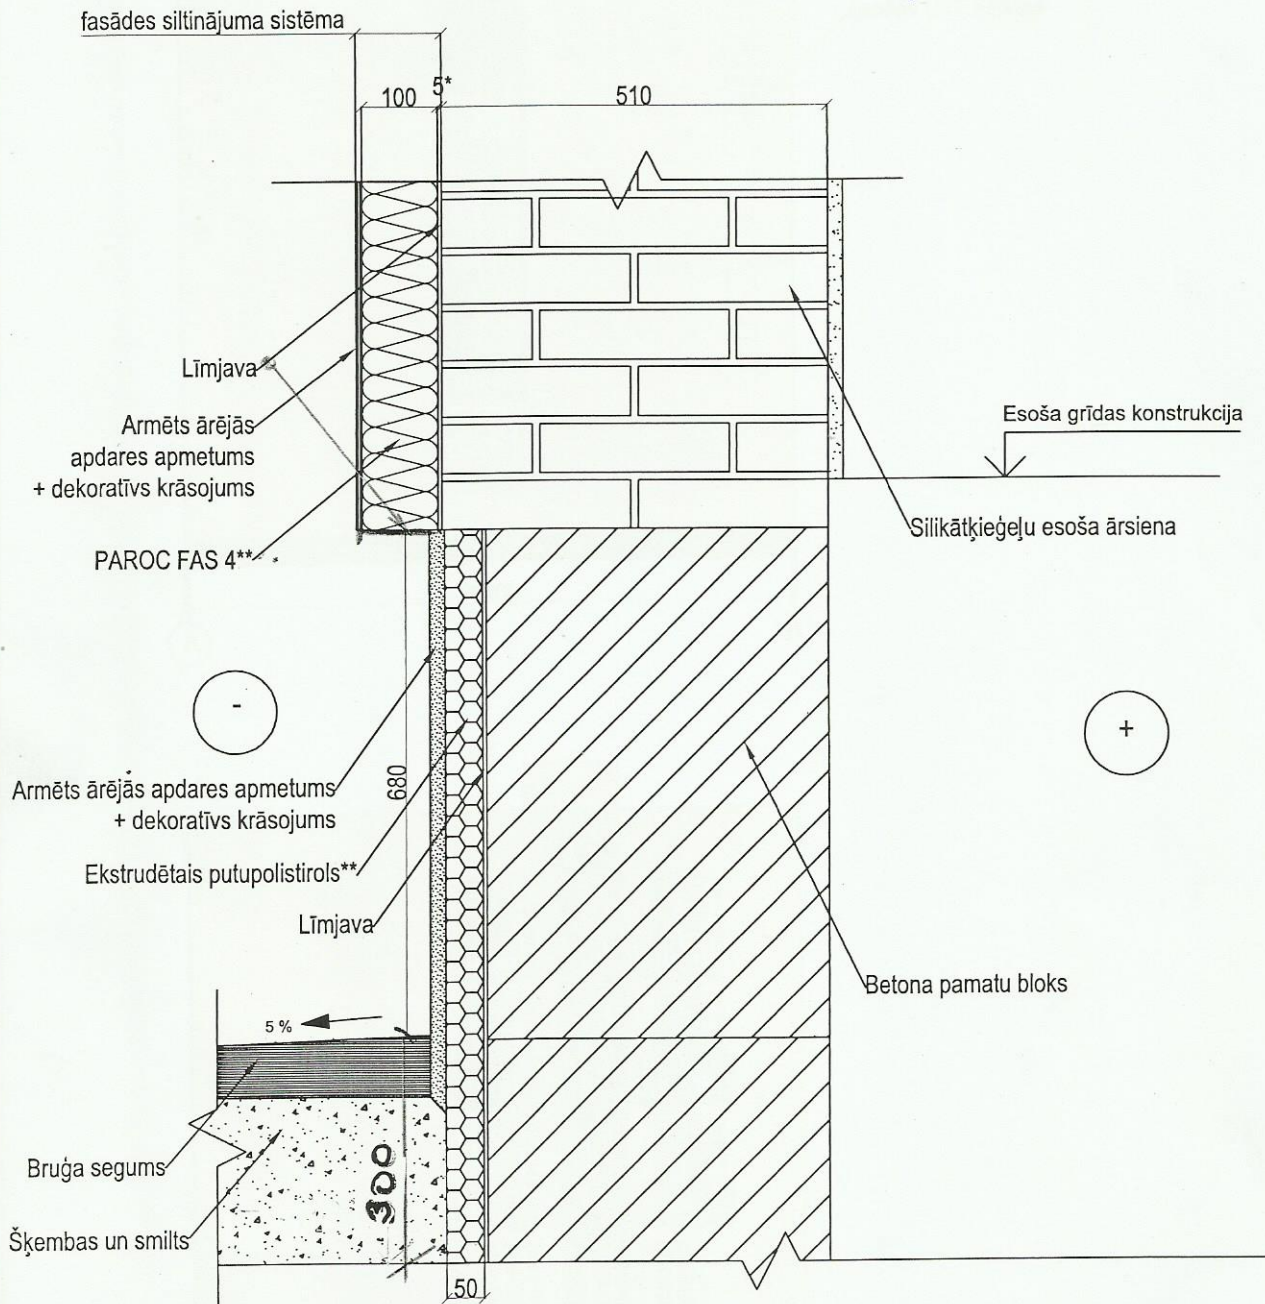 fasādes siltinājuma sistēma
100
5*
510
Līmjava
Armēts ārējās
apdares apmetums
+ dekoratīvs krāsojums
PAROC FAS 4**
Esoša grīdas konstrukcija
Silikātķieģeļu esoša ārsiena
-
+
680
Armēts ārējās apdares apmetums
+ dekoratīvs krāsojums
Ekstrudētais putupolistirols**
Līmjava
Betona pamatu bloks
5 %
Bruģa segums
300
Šķembas un smilts
50